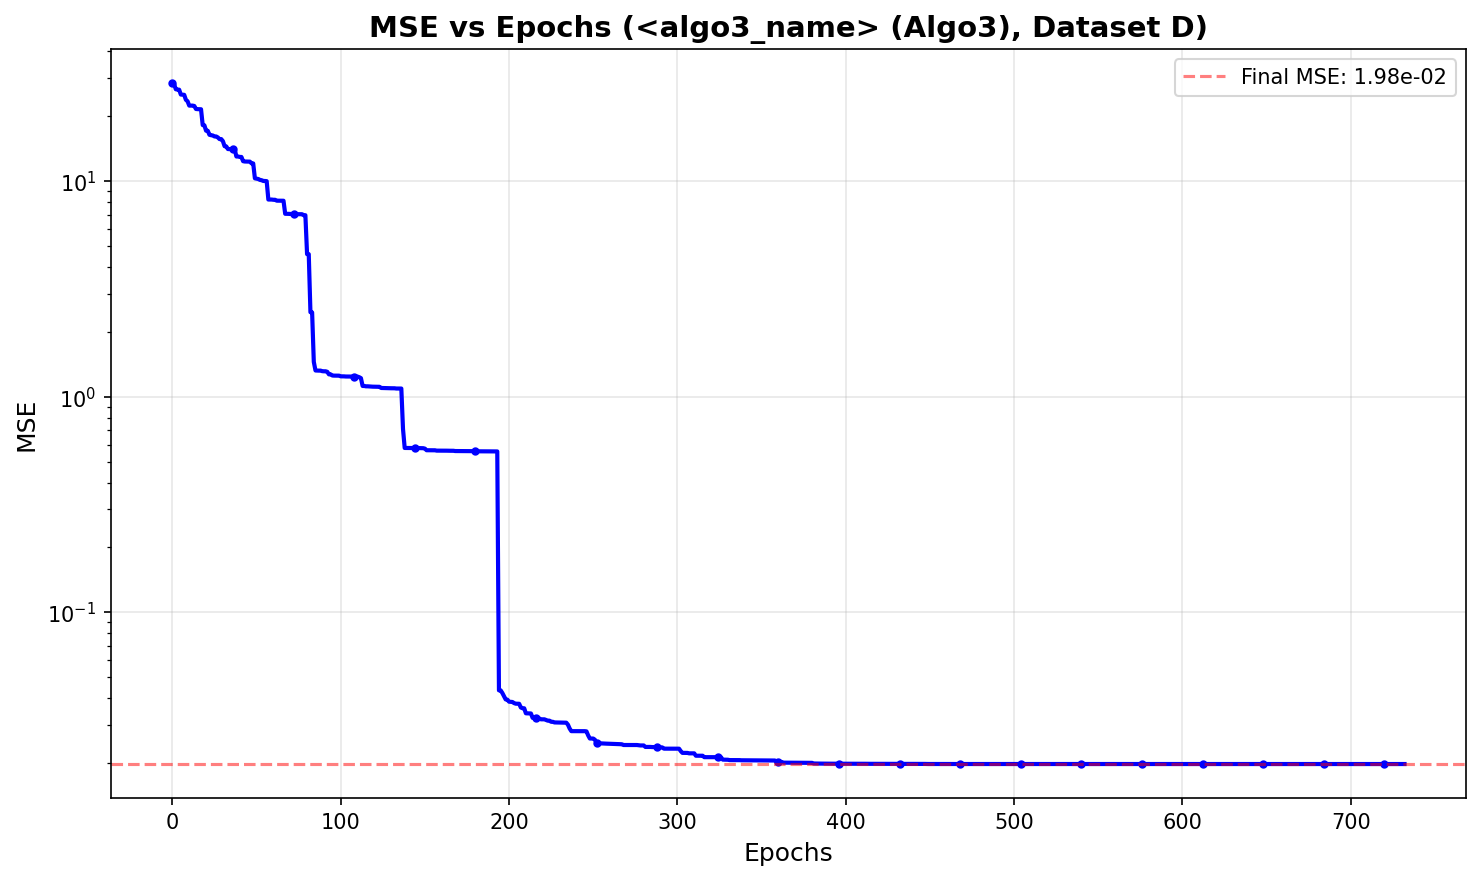 MSE vs Epochs (<algo3_name> (Algo3), Dataset D)
Final MSE: 1.98e-02
10¹
10⁰
10⁻¹
MSE
0 100 200 300 400 500 600 700
Epochs